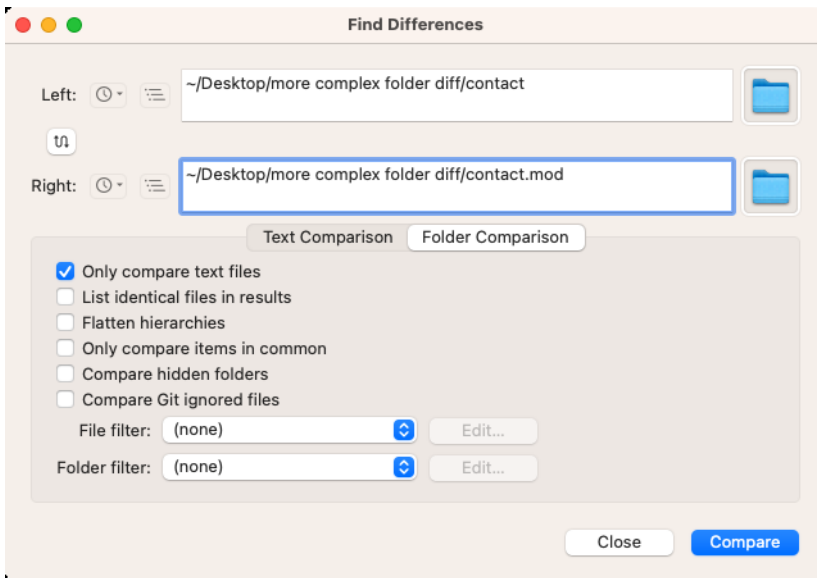 Find Differences
Left:
~/Desktop/more complex folder diff/contact
Right:
~/Desktop/more complex folder diff/contact.mod
Text Comparison Folder Comparison
Only compare text files
List identical files in results
Flatten hierarchies
Only compare items in common
Compare hidden folders
Compare Git ignored files
File filter: (none) Edit...
Folder filter: (none) Edit...
Close Compare